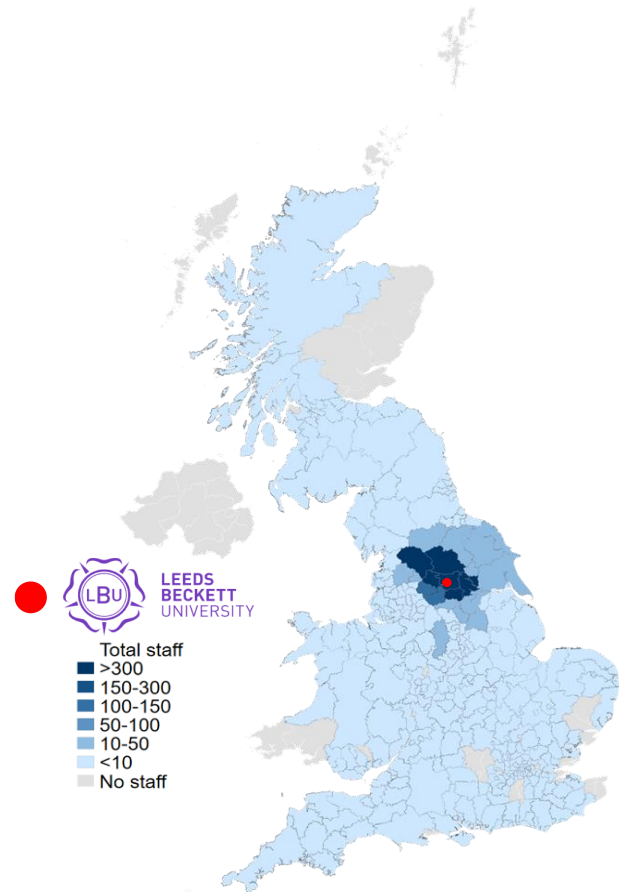 LBU
LEEDS
BECKETT
UNIVERSITY
Total staff
>300
150-300
100-150
50-100
10-50
<10
No staff